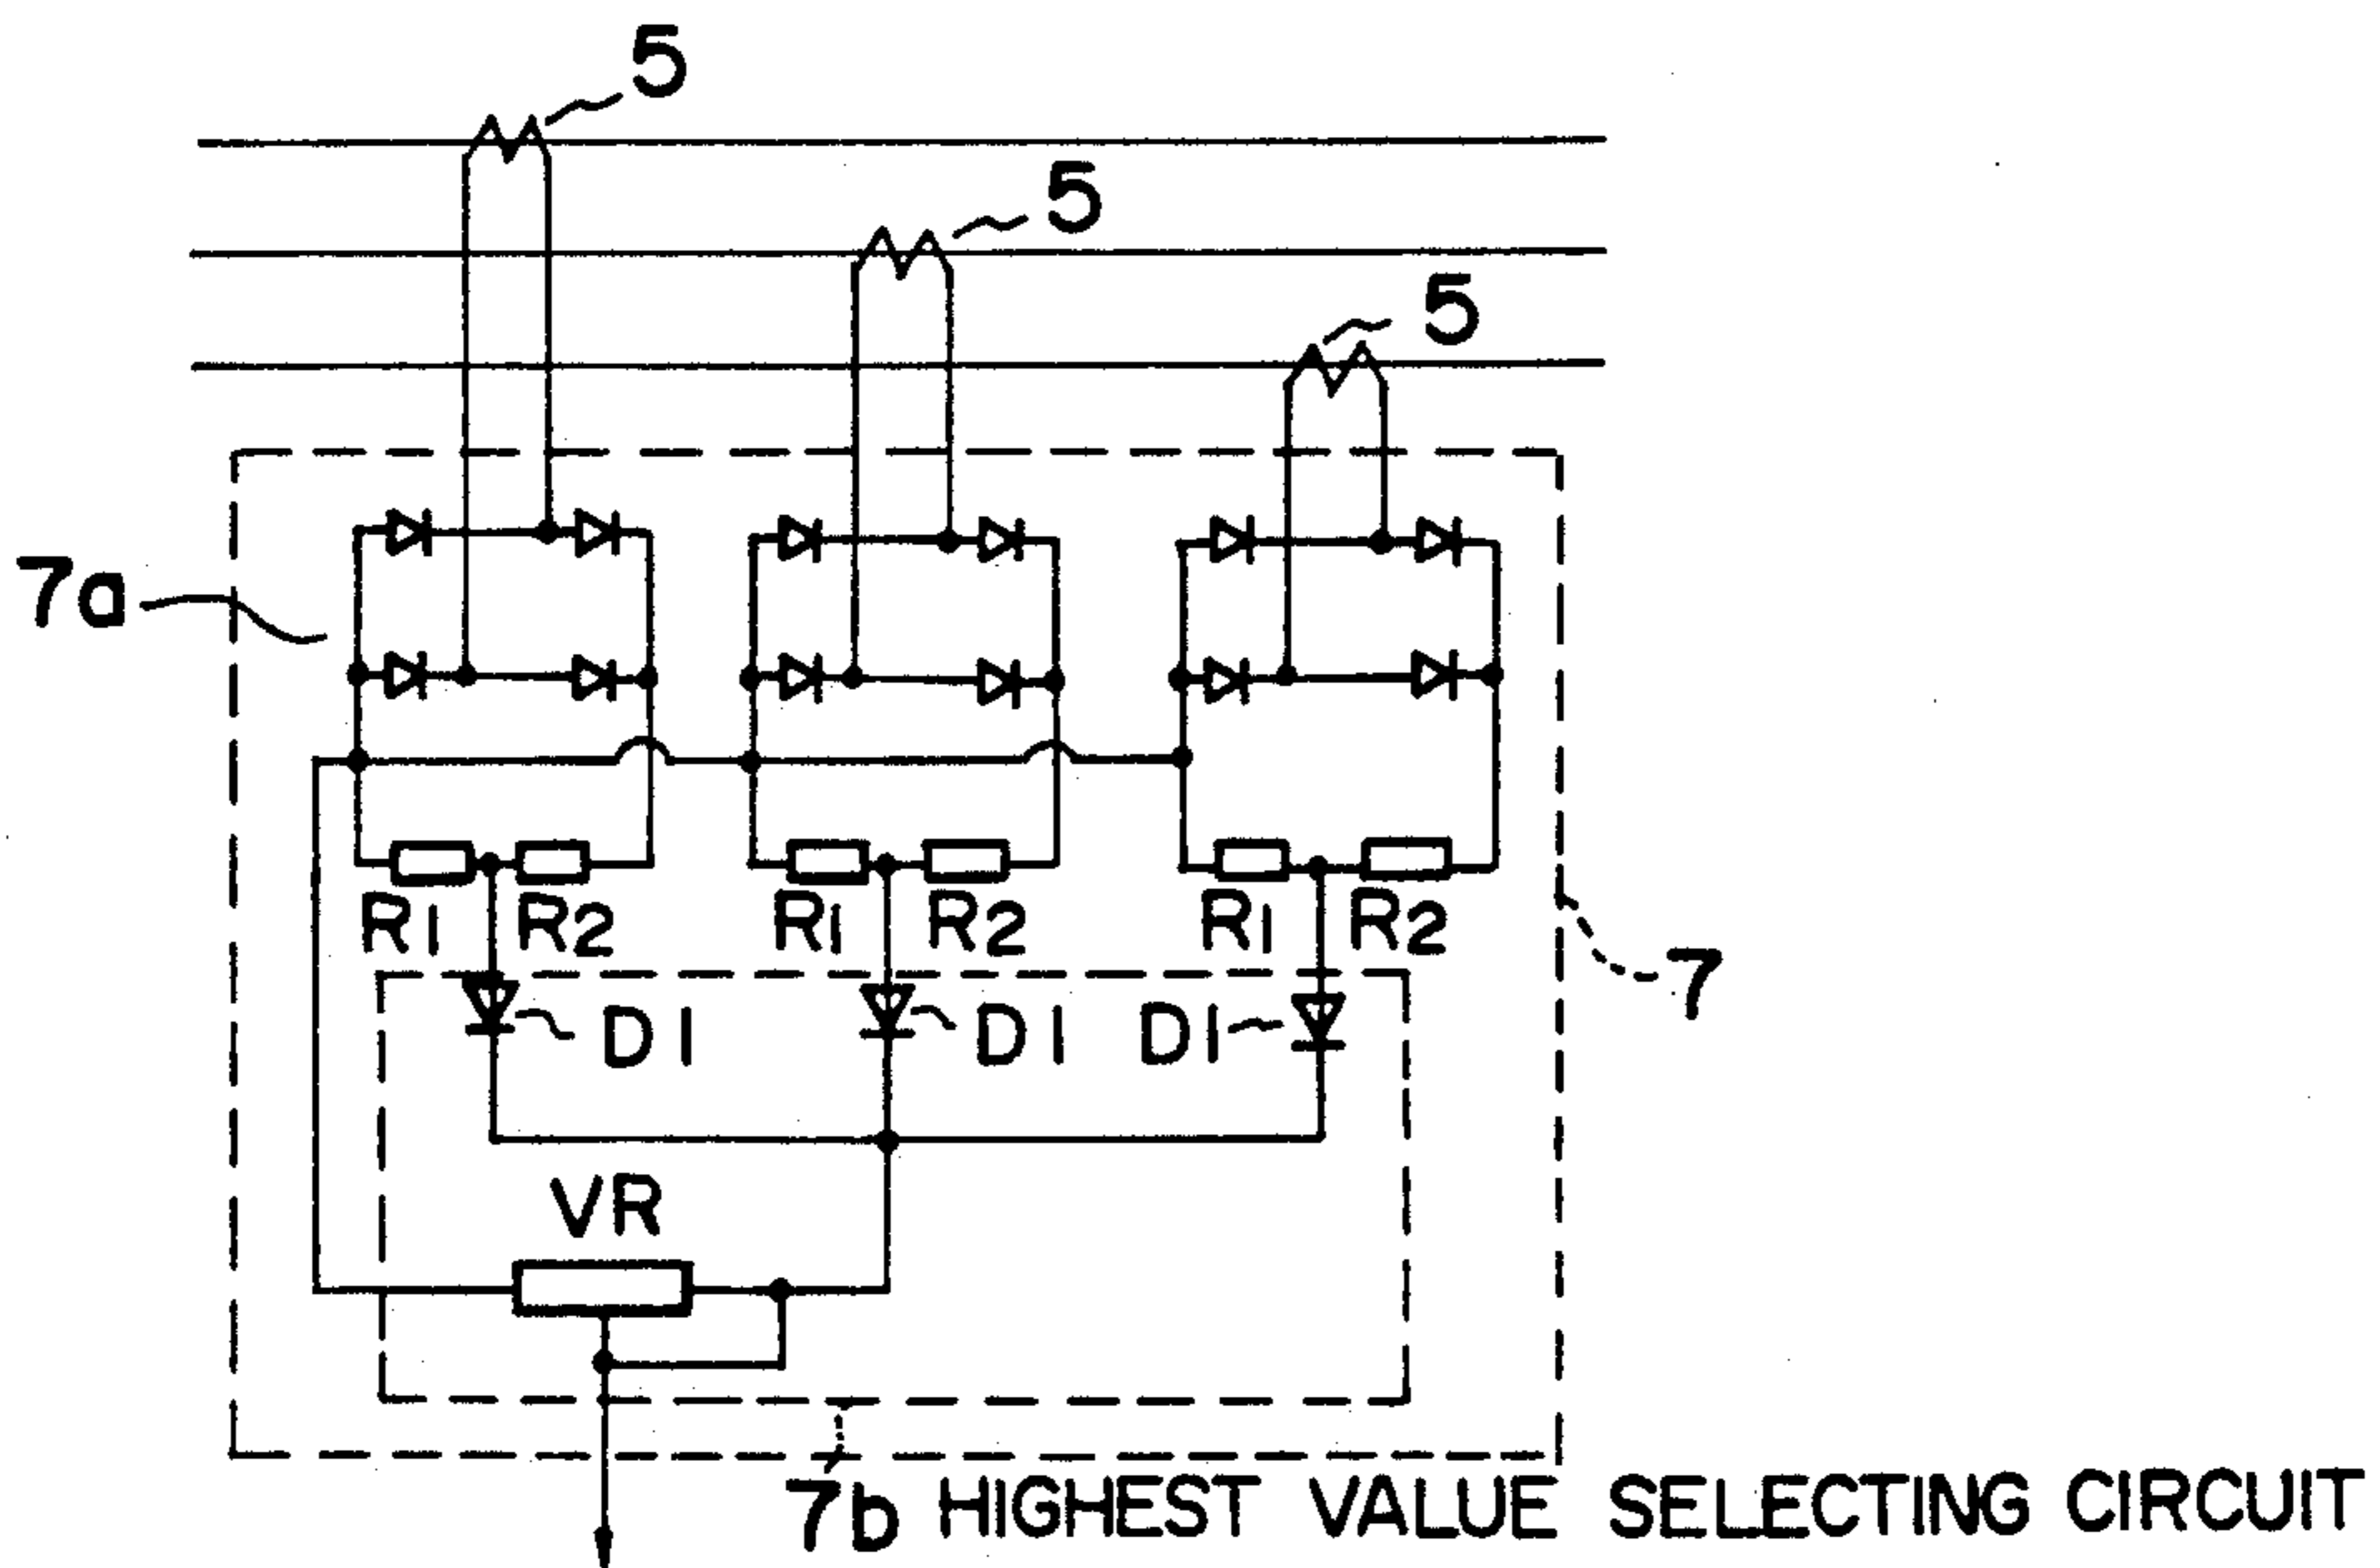 5
5
5
7a
R1 R2 R1 R2 R1 R2
7
D1 D1 D1
VR
7b HIGHEST VALUE SELECTING CIRCUIT